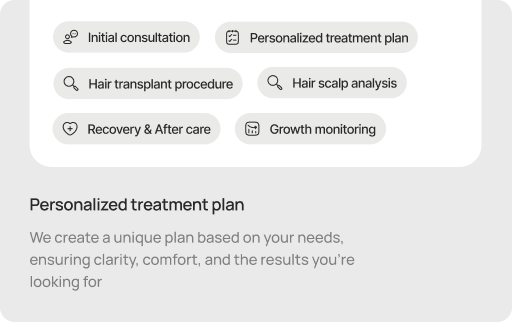 Initial consultation
Personalized treatment plan
Hair transplant procedure
Hair scalp analysis
Recovery & After care
Growth monitoring
Personalized treatment plan
We create a unique plan based on your needs,
ensuring clarity, comfort, and the results you're
looking for